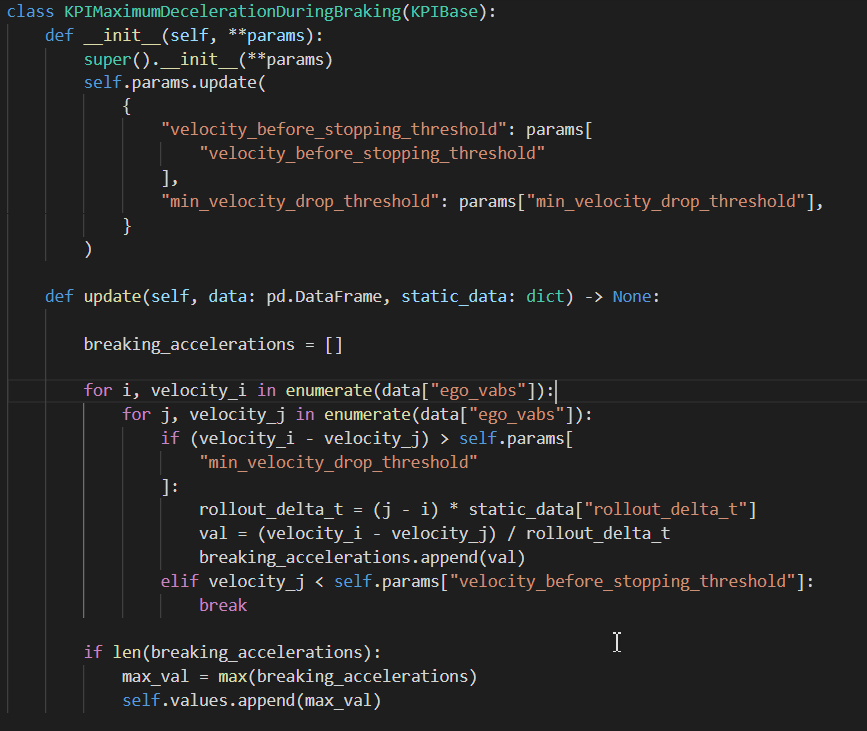 class KPIMaximumDecelerationDuringBraking(KPIBase):
    def __init__(self, **params):
        super().__init__(**params)
        self.params.update(
            {
                "velocity_before_stopping_threshold": params[
                    "velocity_before_stopping_threshold"
                ],
                "min_velocity_drop_threshold": params["min_velocity_drop_threshold"],
            }
        )
    def update(self, data: pd.DataFrame, static_data: dict) -> None:
        breaking_accelerations = []
        for i, velocity_i in enumerate(data["ego_vabs"]):
            for j, velocity_j in enumerate(data["ego_vabs"]):
                if (velocity_i - velocity_j) > self.params[
                    "min_velocity_drop_threshold"
                ]:
                    rollout_delta_t = (j - i) * static_data["rollout_delta_t"]
                    val = (velocity_i - velocity_j) / rollout_delta_t
                    breaking_accelerations.append(val)
                elif velocity_j < self.params["velocity_before_stopping_threshold"]:
                    break
        if len(breaking_accelerations):
            max_val = max(breaking_accelerations)
            self.values.append(max_val)